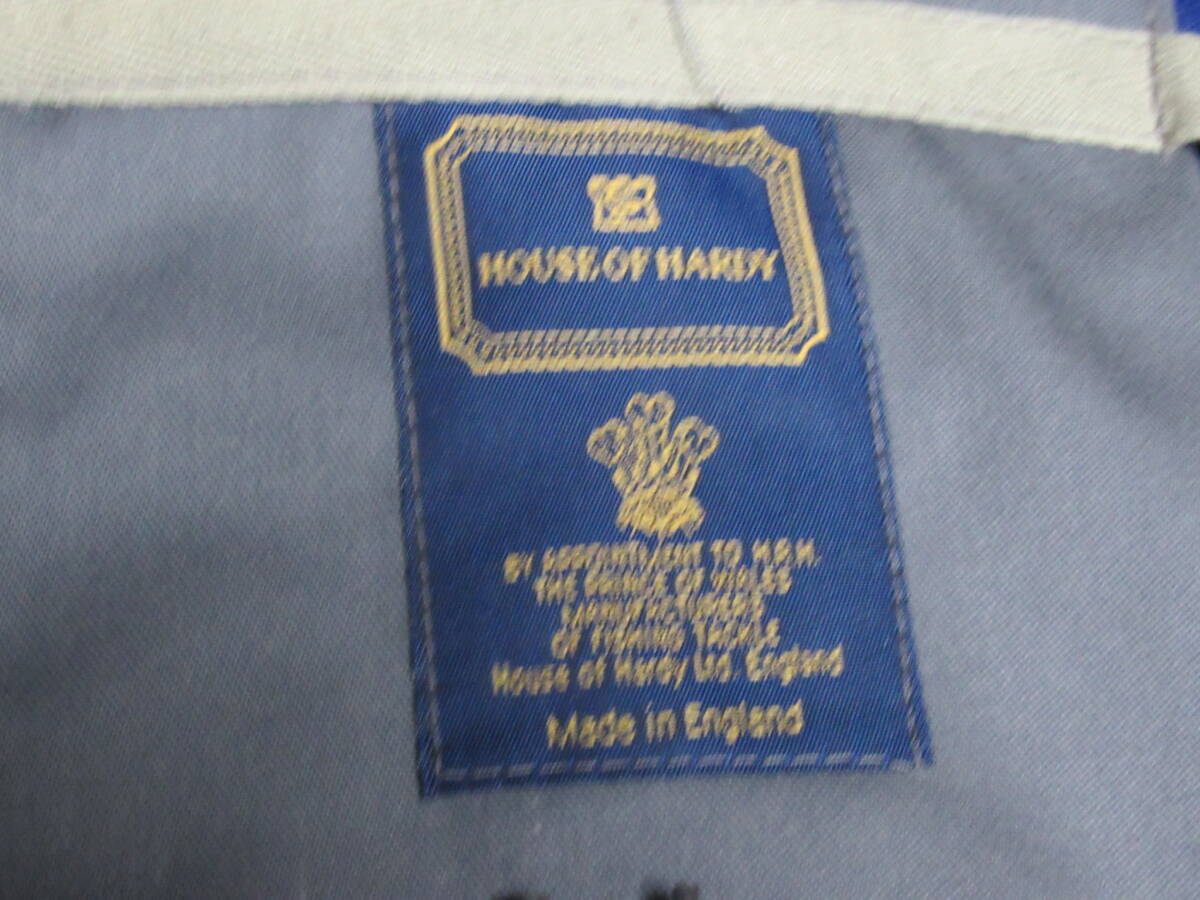 HOUSE OF HARDY
BY APPOINTMENT TO H.R.H.
THE PRINCE OF WALES
MANUFACTURERS
OF FISHING TACKLE
House of Hardy Ltd. England
Made in England